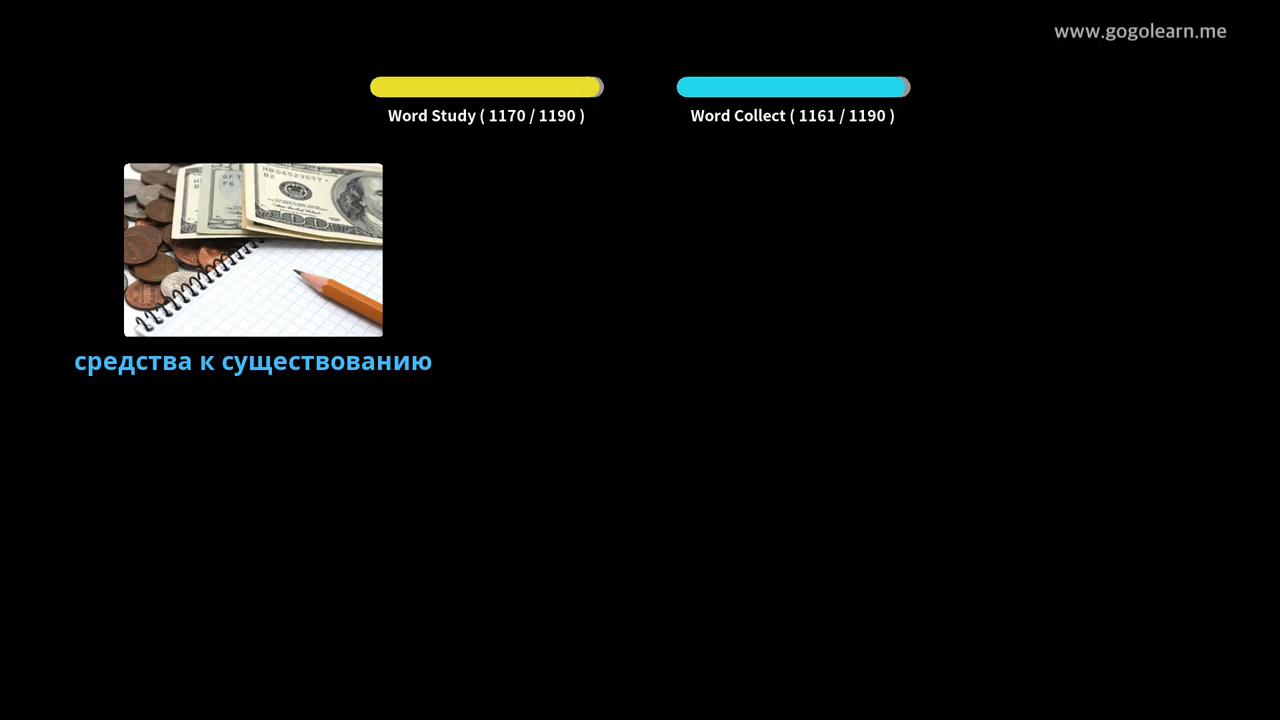 www.gogolearn.me
Word Study ( 1170 / 1190 )
Word Collect ( 1161 / 1190 )
средства к существованию